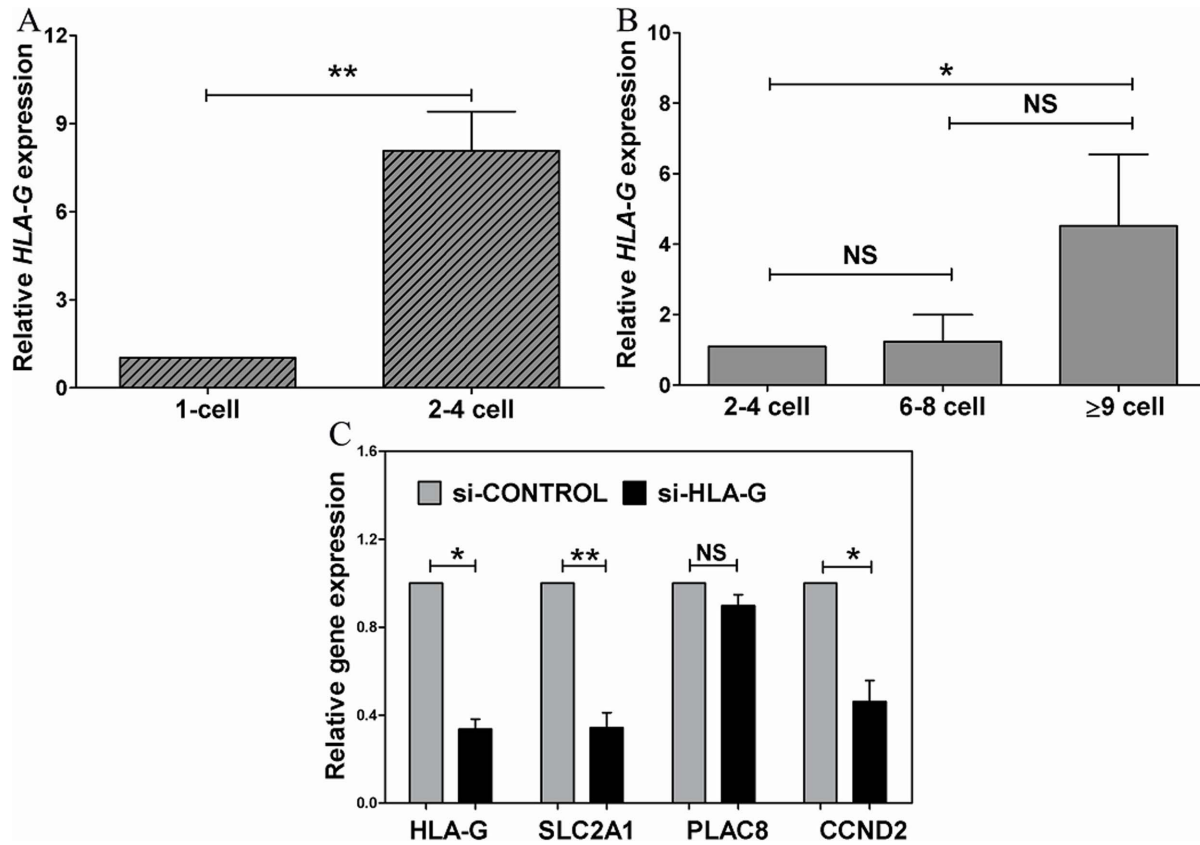 A
Relative HLA-G expression
12
9
6
3
0
**
1-cell
2-4 cell
B
Relative HLA-G expression
10
8
6
4
2
0
*
NS
NS
2-4 cell
6-8 cell
≥9 cell
C
Relative gene expression
1.6
1.2
0.8
0.4
0.0
si-CONTROL
si-HLA-G
*
**
NS
*
HLA-G
SLC2A1
PLAC8
CCND2